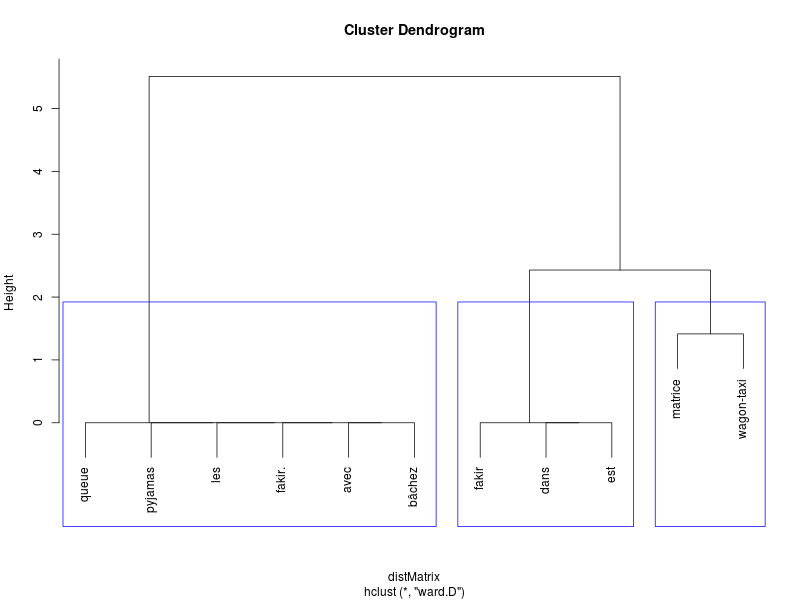 Cluster Dendrogram
Height
5
4
3
2
1
0
queue
pyjamas
les
fakir.
avec
bâchez
fakir
dans
est
matrice
wagon-taxi
distMatrix
hclust (*, "ward.D")